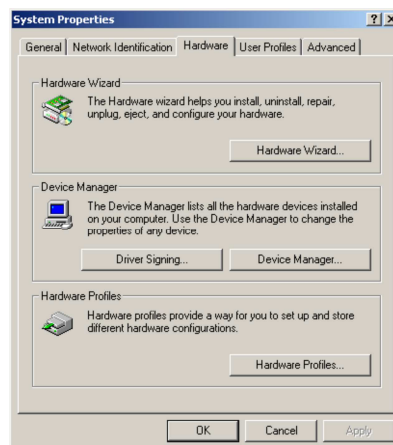 System Properties
General Network Identification Hardware User Profiles Advanced
Hardware Wizard
The Hardware wizard helps you install, uninstall, repair,
unplug, eject, and configure your hardware.
Hardware Wizard...
Device Manager
The Device Manager lists all the hardware devices installed
on your computer. Use the Device Manager to change the
properties of any device.
Driver Signing... Device Manager...
Hardware Profiles
Hardware profiles provide a way for you to set up and store
different hardware configurations.
Hardware Profiles...
OK Cancel Apply